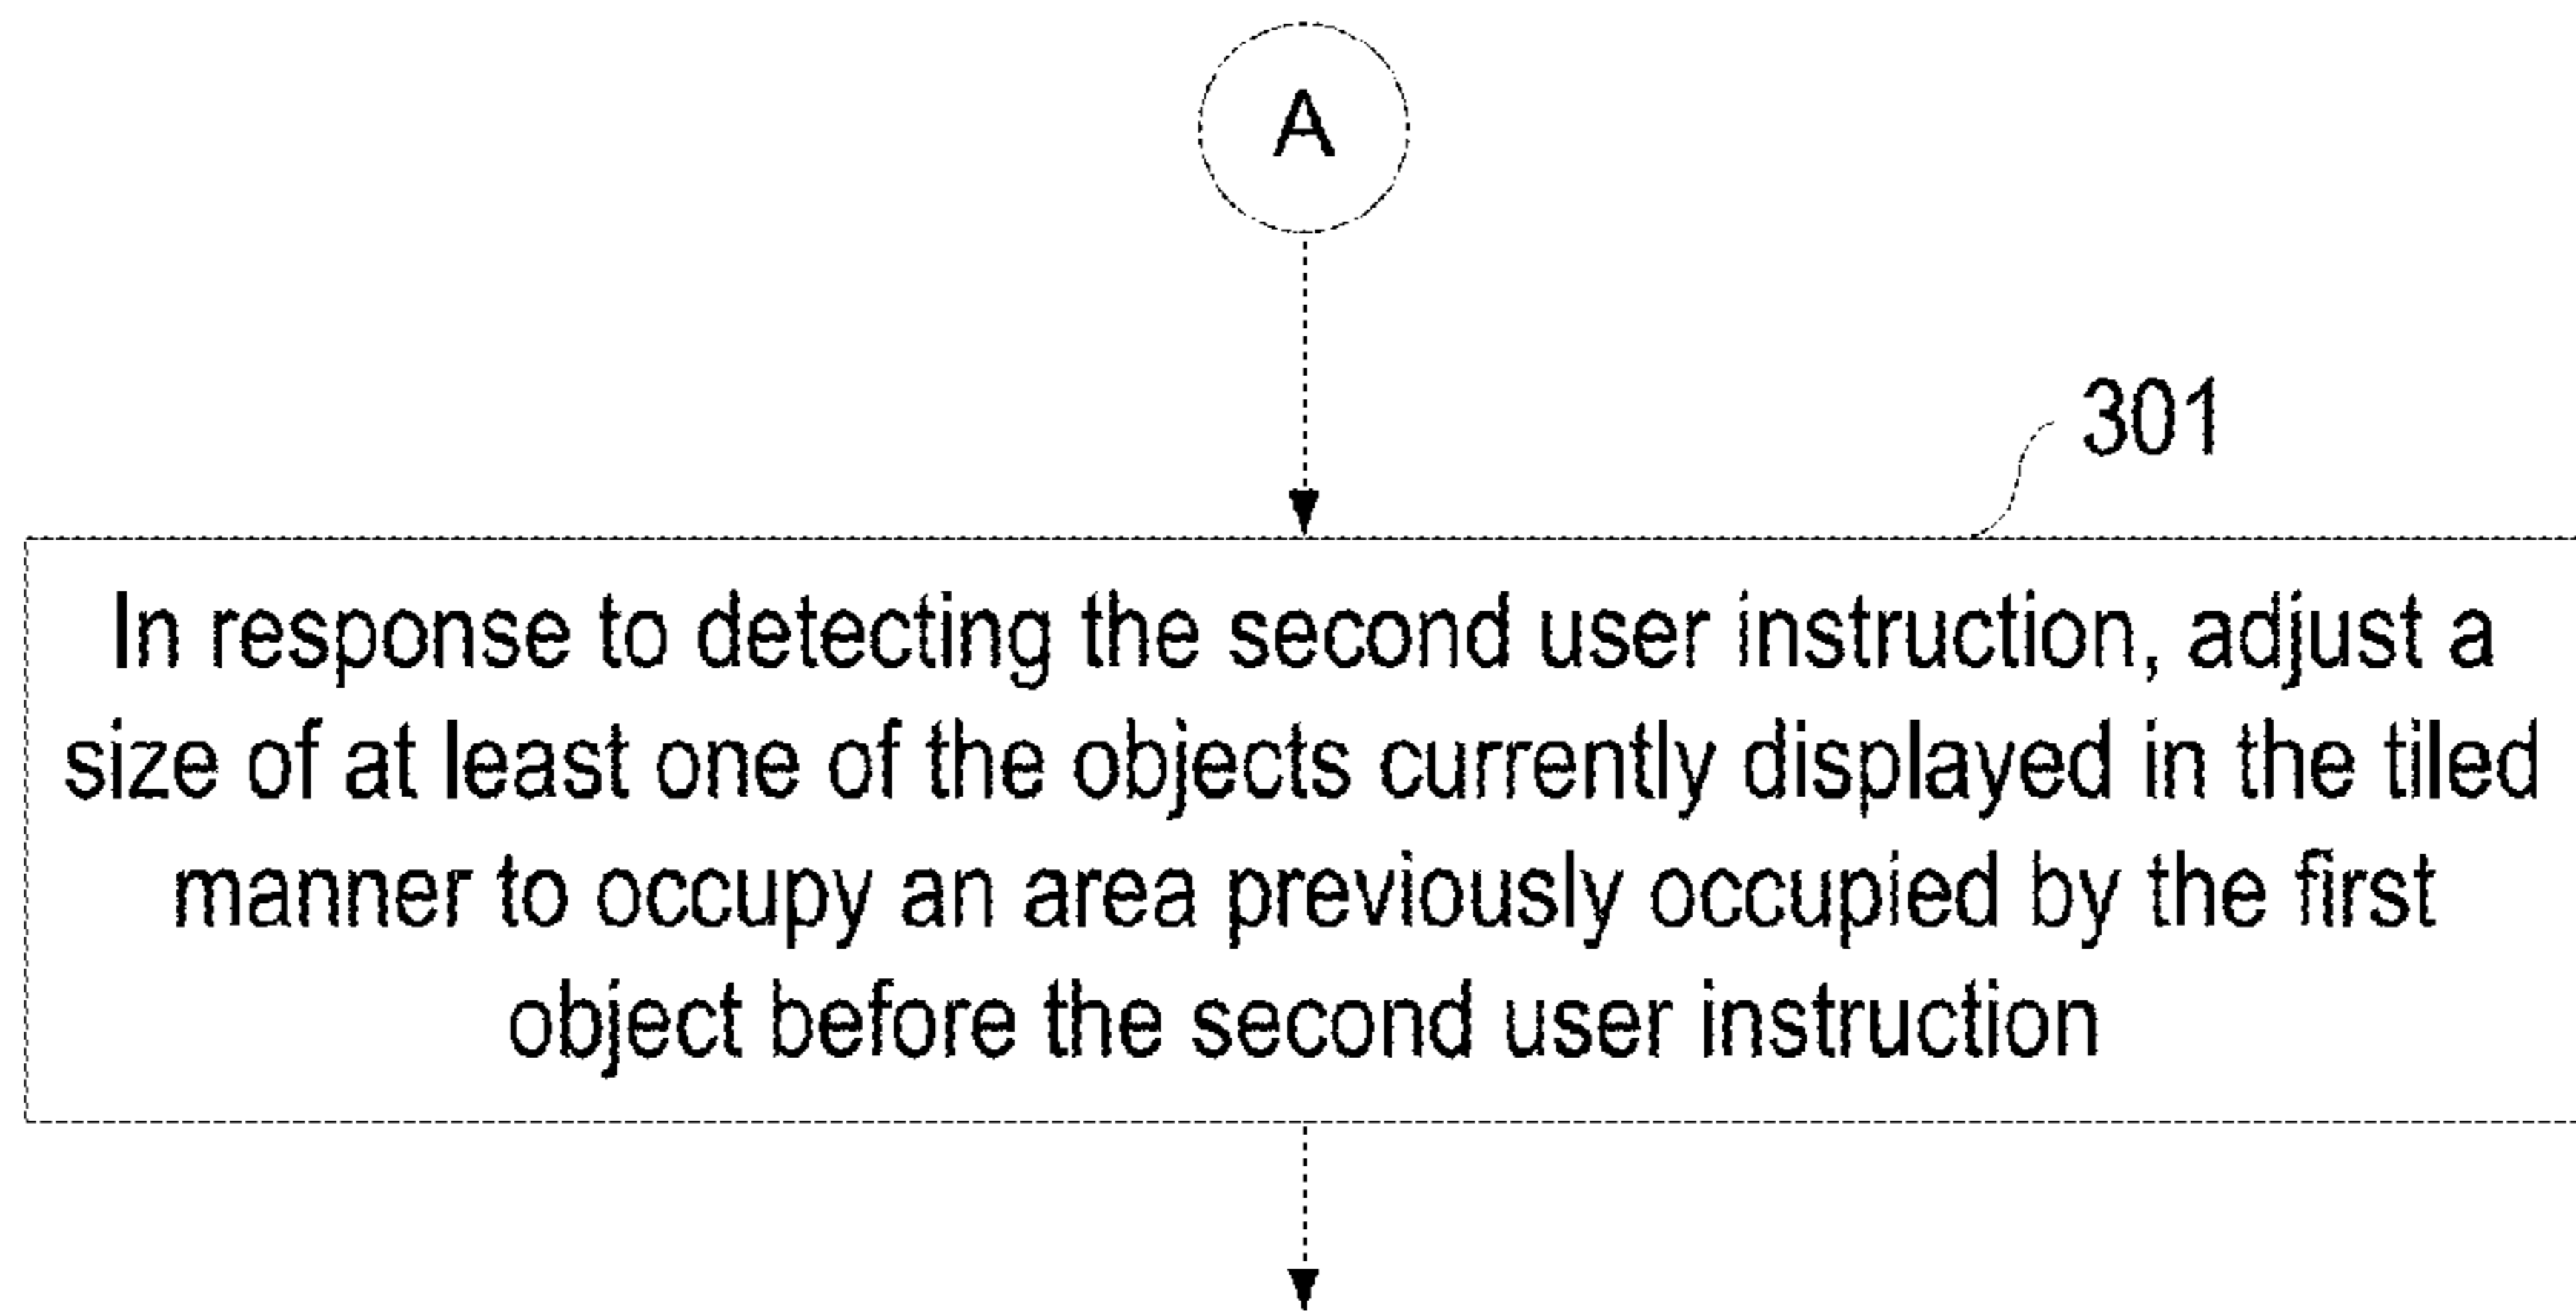 A
301
In response to detecting the second user instruction, adjust a
size of at least one of the objects currently displayed in the tiled
manner to occupy an area previously occupied by the first
object before the second user instruction